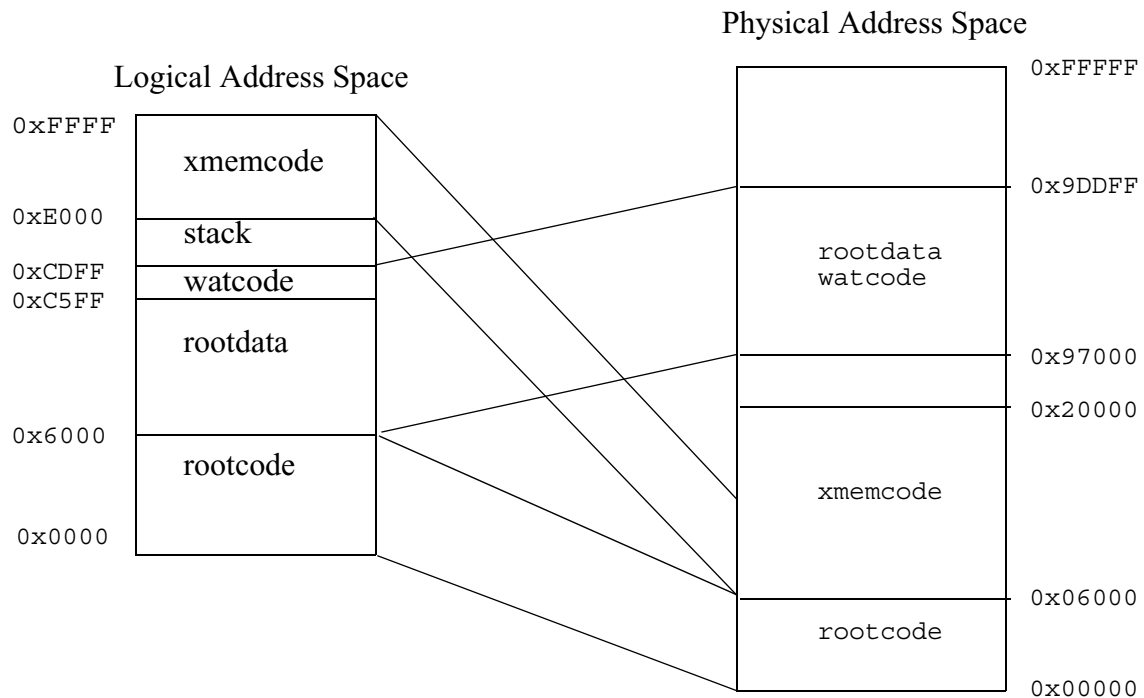 Physical Address Space
Logical Address Space
0xFFFF
xmemcode
0xE000
stack
0xCDFF
watcode
0xC5FF
rootdata
0x6000
rootcode
0x0000
0xFFFFF
0x9DDFF
rootdata
watcode
0x97000
0x20000
xmemcode
0x06000
rootcode
0x00000